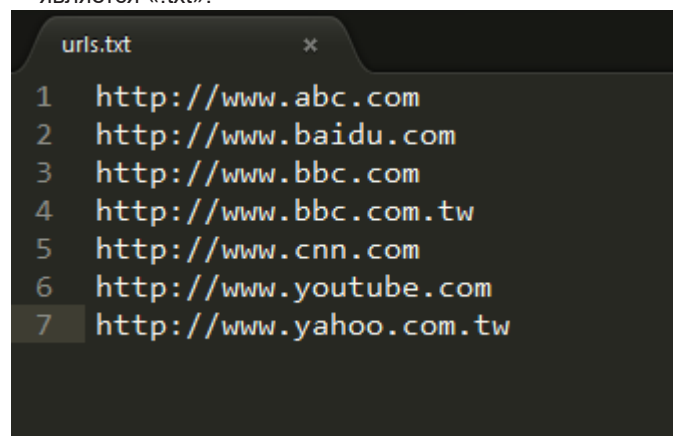 является «.txt».
urls.txt ×
1 http://www.abc.com
2 http://www.baidu.com
3 http://www.bbc.com
4 http://www.bbc.com.tw
5 http://www.cnn.com
6 http://www.youtube.com
7 http://www.yahoo.com.tw